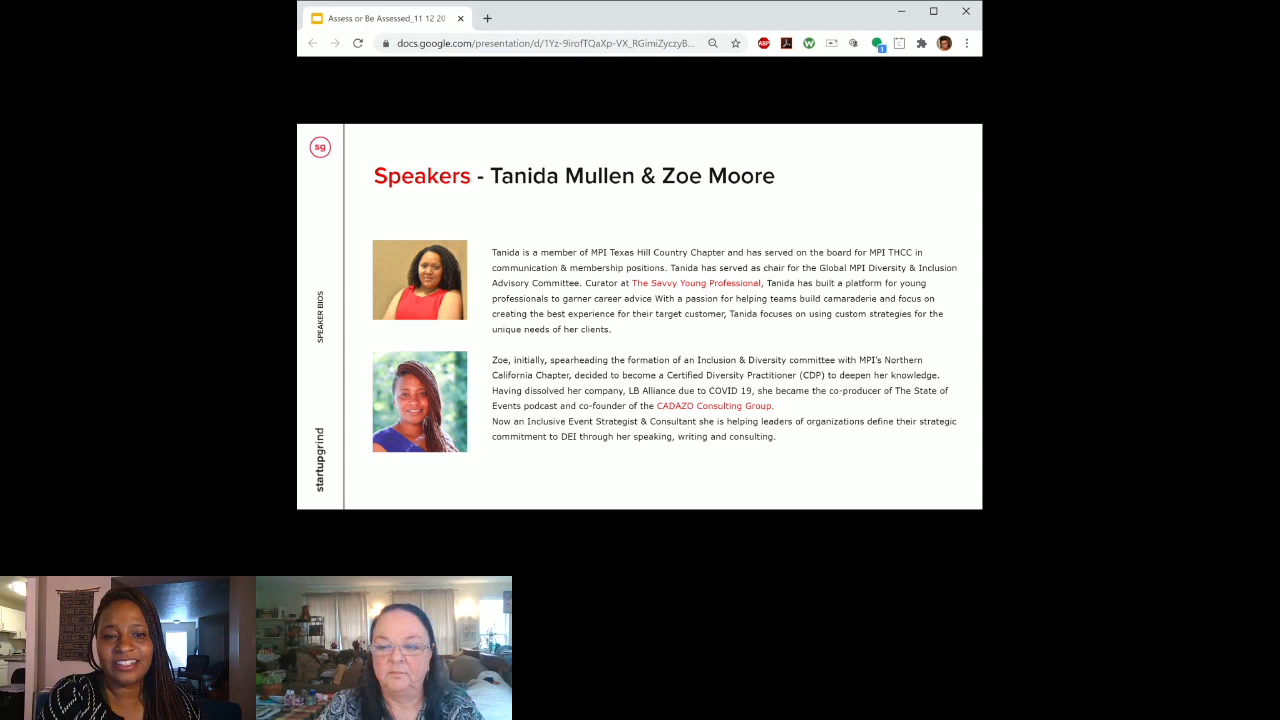 Assess or Be Assessed_11 12 20
docs.google.com/presentation/d/1Yz-9irofTQaXp-VX_RGimiZyczyB...
ABP
1
sg
Speakers - Tanida Mullen & Zoe Moore
Tanida is a member of MPI Texas Hill Country Chapter and has served on the board for MPI THCC in
communication & membership positions. Tanida has served as chair for the Global MPI Diversity & Inclusion
Advisory Committee. Curator at The Savvy Young Professional, Tanida has built a platform for young
professionals to garner career advice With a passion for helping teams build camaraderie and focus on
creating the best experience for their target customer, Tanida focuses on using custom strategies for the
unique needs of her clients.
SPEAKER BIOS
Zoe, initially, spearheading the formation of an Inclusion & Diversity committee with MPI's Northern
California Chapter, decided to become a Certified Diversity Practitioner (CDP) to deepen her knowledge.
Having dissolved her company, LB Alliance due to COVID 19, she became the co-producer of The State of
Events podcast and co-founder of the CADAZO Consulting Group.
Now an Inclusive Event Strategist & Consultant she is helping leaders of organizations define their strategic
commitment to DEI through her speaking, writing and consulting.
startupgrind